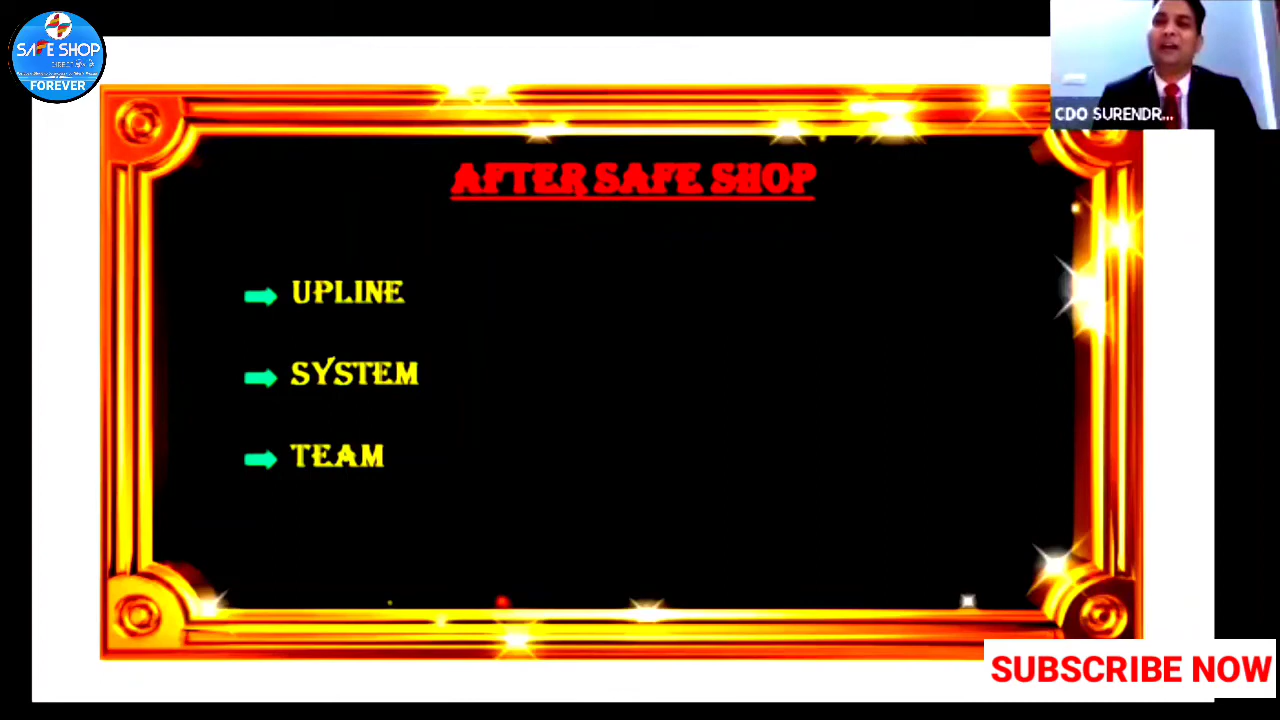 SAFE SHOP
FOREVER
CDO SURENDR...
AFTER SAFE SHOP
UPLINE
SYSTEM
TEAM
SUBSCRIBE NOW